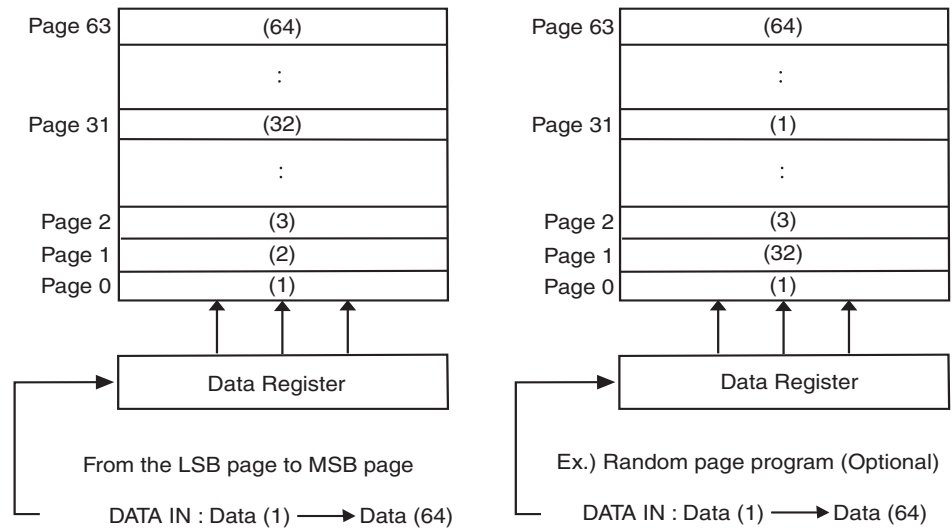 Page 63
(64)
:
Page 31
(32)
:
Page 2
(3)
Page 1
(2)
Page 0
(1)
Data Register
From the LSB page to MSB page
DATA IN : Data (1) Data (64)
Page 63
(64)
:
Page 31
(1)
:
Page 2
(3)
Page 1
(32)
Page 0
(1)
Data Register
Ex.) Random page program (Optional)
DATA IN : Data (1) Data (64)